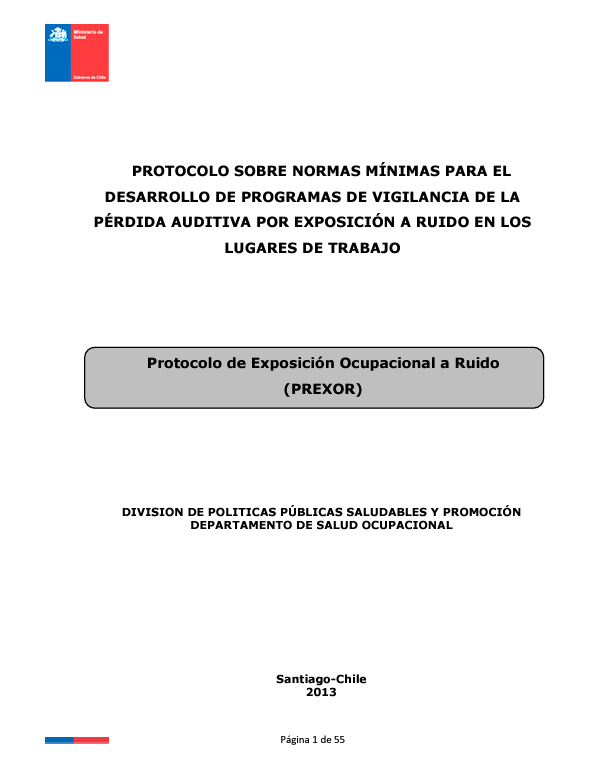 Ministerio de
Salud
Gobierno de Chile
PROTOCOLO SOBRE NORMAS MÍNIMAS PARA EL
DESARROLLO DE PROGRAMAS DE VIGILANCIA DE LA
PÉRDIDA AUDITIVA POR EXPOSICIÓN A RUIDO EN LOS
LUGARES DE TRABAJO
Protocolo de Exposición Ocupacional a Ruido
(PREXOR)
DIVISION DE POLITICAS PÚBLICAS SALUDABLES Y PROMOCIÓN
DEPARTAMENTO DE SALUD OCUPACIONAL
Santiago-Chile
2013
Página 1 de 55